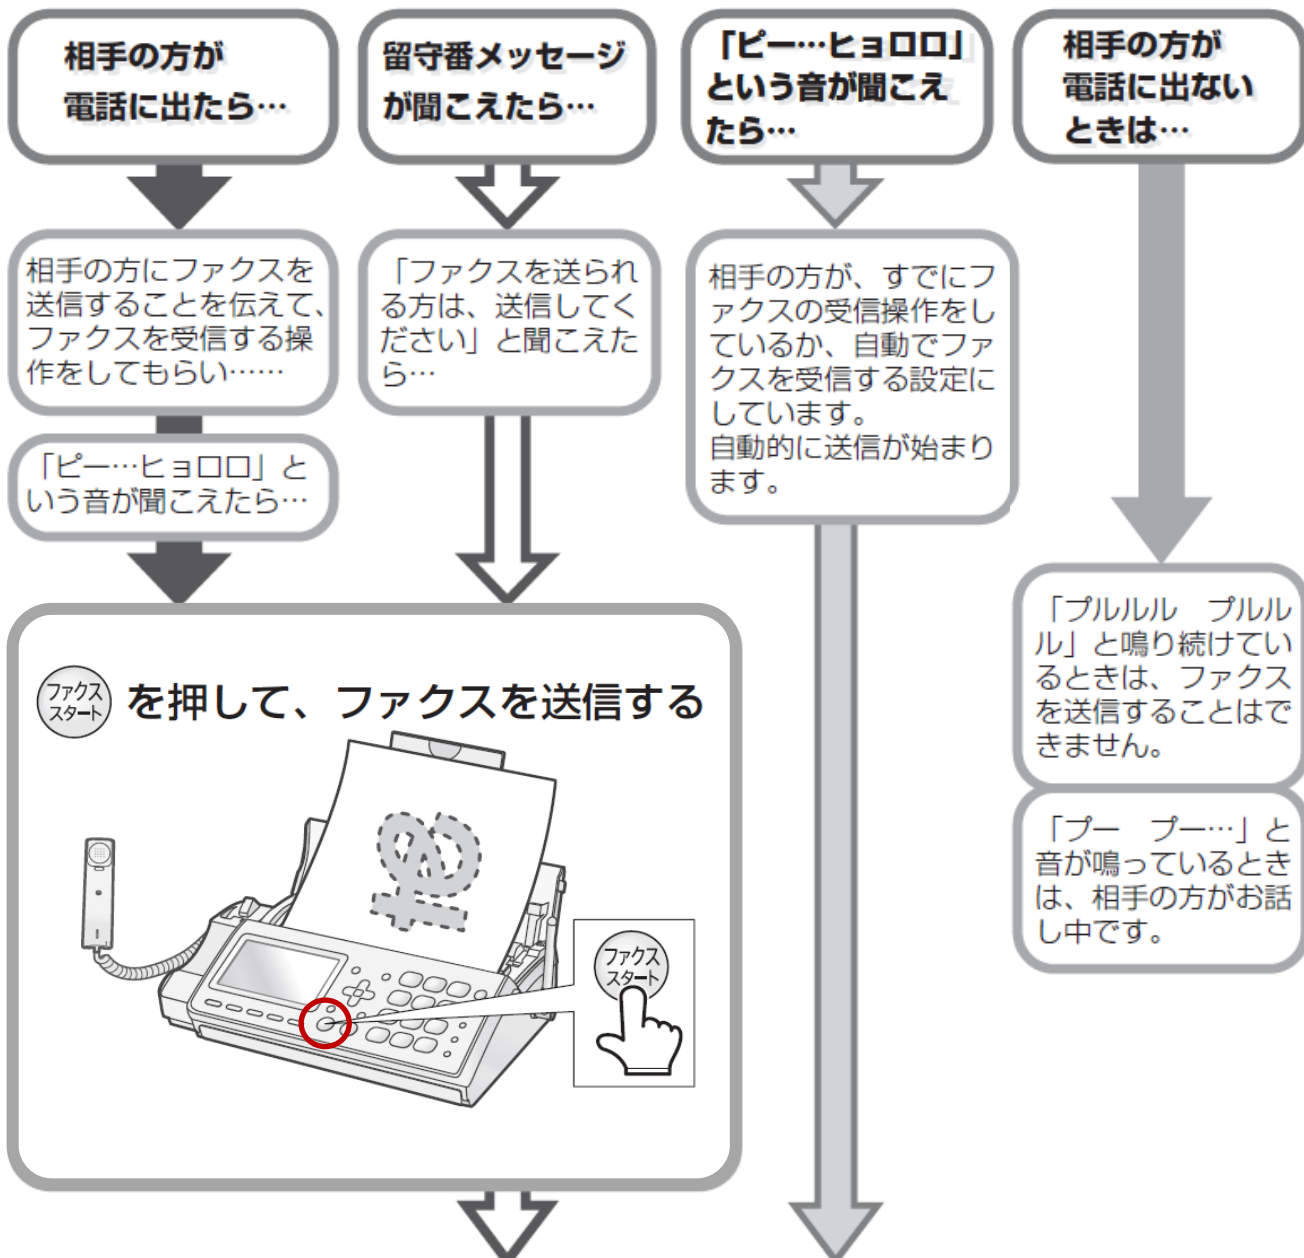 相手の方が
電話に出たら…
留守番メッセージ
が聞こえたら…
「ピー…ヒョロロ」
という音が聞こえ
たら…
相手の方が
電話に出ない
ときは…
相手の方にファクスを
送信することを伝えて、
ファクスを受信する操
作をしてもらい……
「ピー…ヒョロロ」と
いう音が聞こえたら…
「ファクスを送られ
る方は、送信してく
ださい」と聞こえた
ら…
相手の方が、すでにフ
ァクスの受信操作をし
ているか、自動でファ
クスを受信する設定に
しています。
自動的に送信が始まり
ます。
「プルルル　プルル
ル」と鳴り続けてい
るときは、ファクス
を送信することはで
きません。
「プー　プー…」と
音が鳴っているとき
は、相手の方がお話
し中です。
ファクス
スタート
を押して、ファクスを送信する
ファクス
スタート